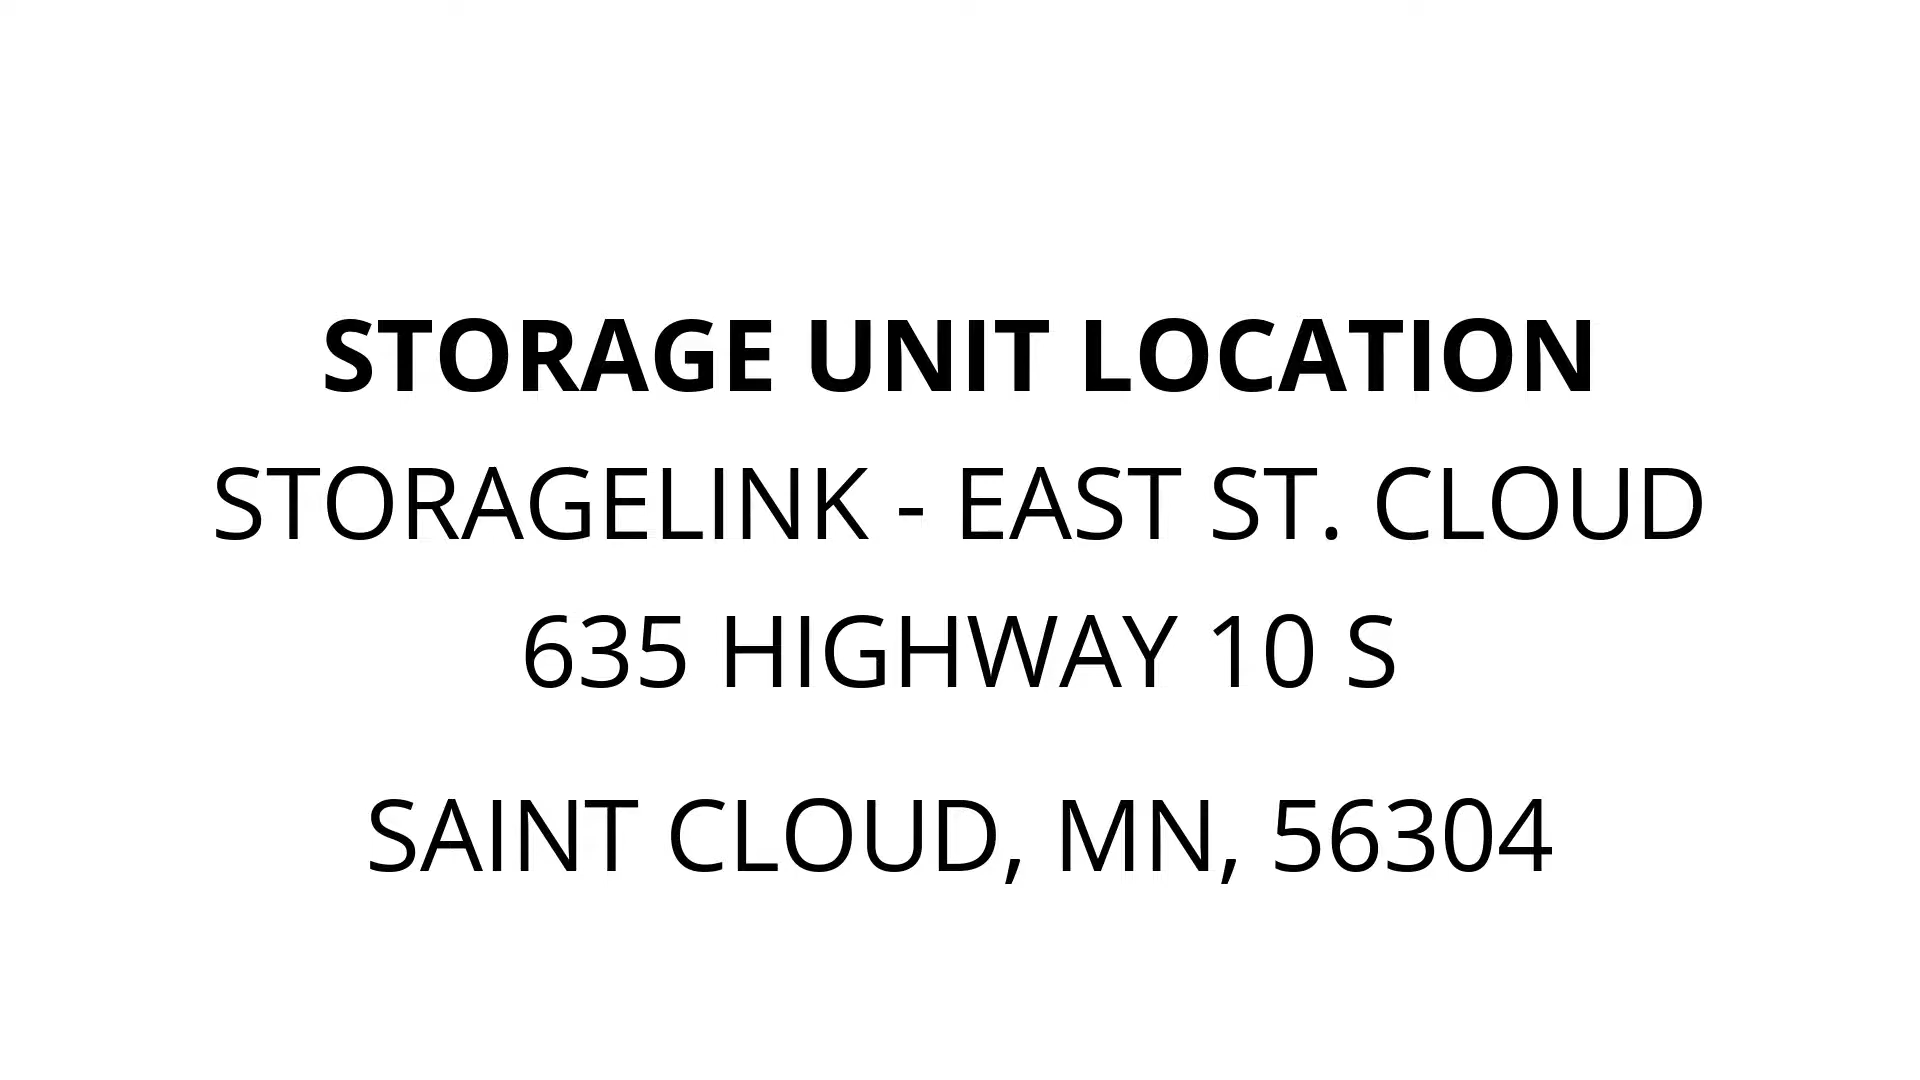 STORAGE UNIT LOCATION
STORAGELINK - EAST ST. CLOUD
635 HIGHWAY 10 S
SAINT CLOUD, MN, 56304